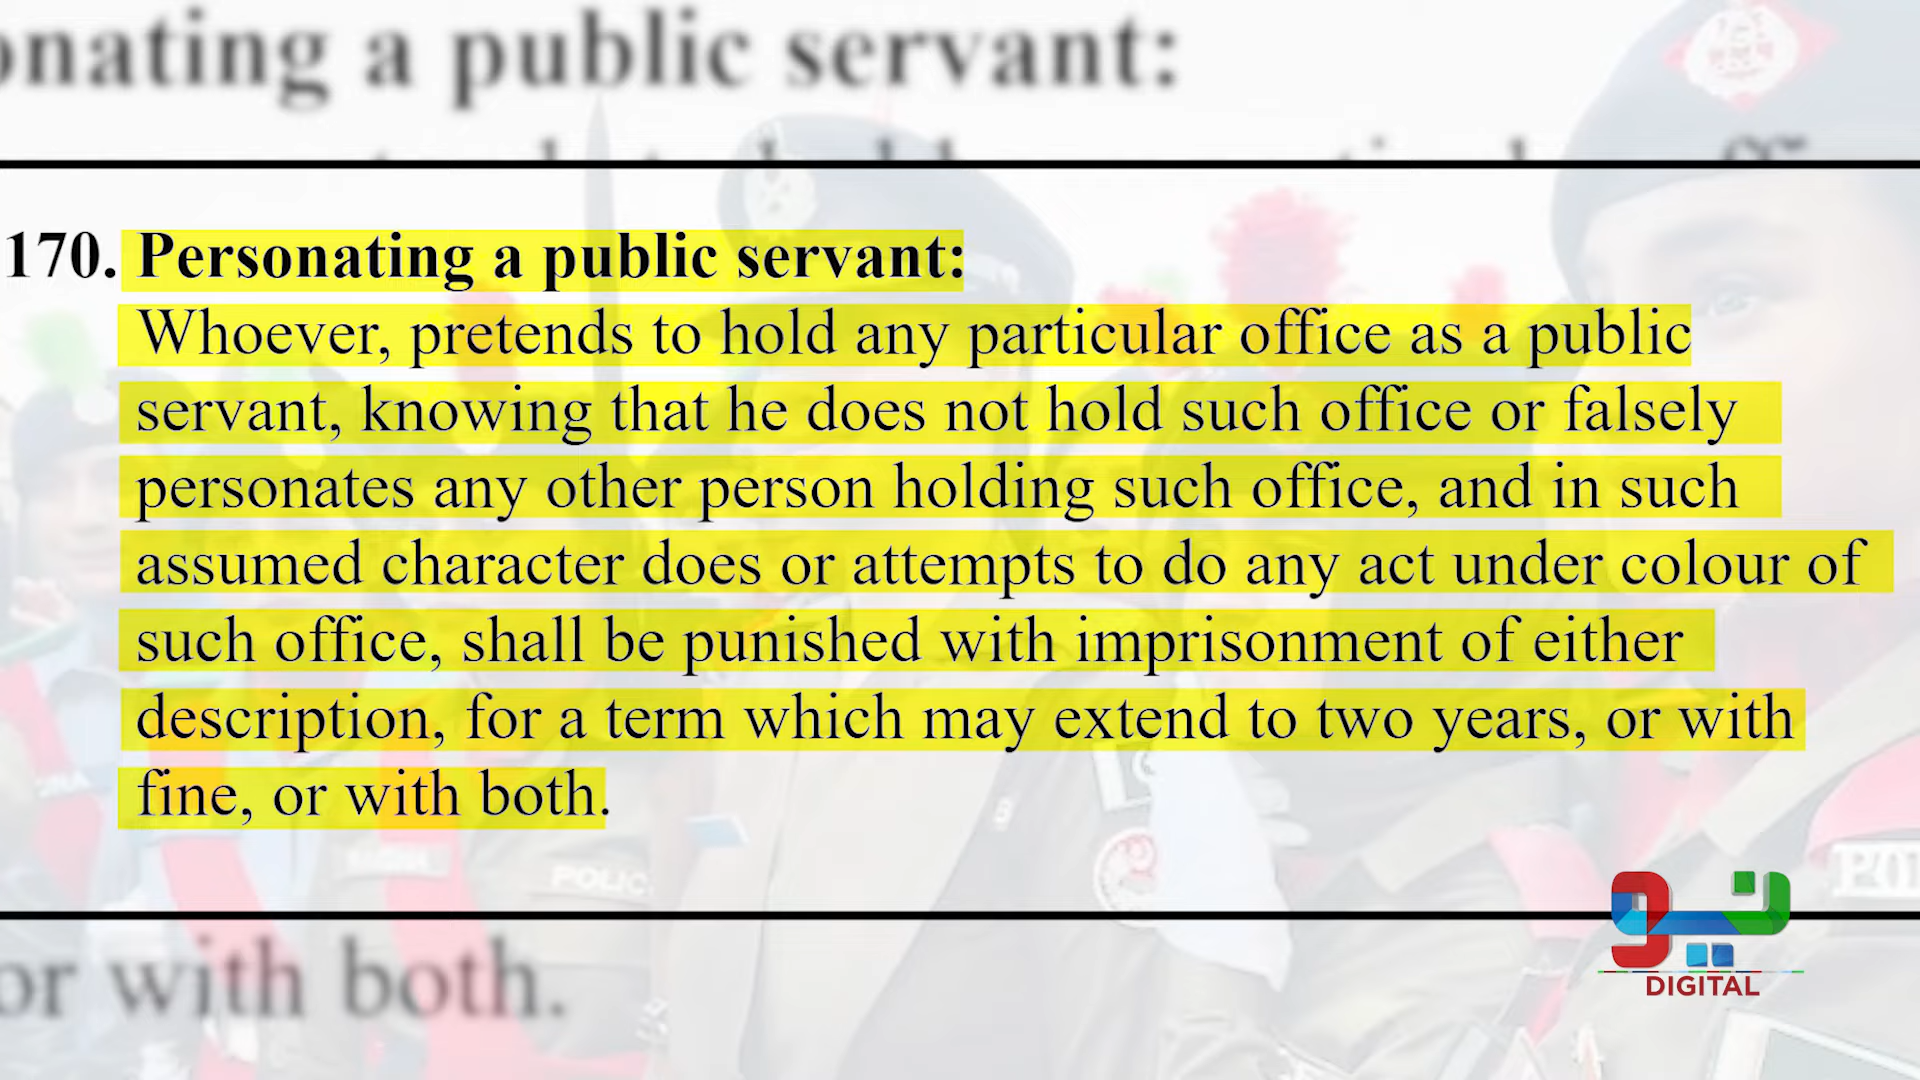 onating a public servant:
170. Personating a public servant:
Whoever, pretends to hold any particular office as a public
servant, knowing that he does not hold such office or falsely
personates any other person holding such office, and in such
assumed character does or attempts to do any act under colour of
such office, shall be punished with imprisonment of either
description, for a term which may extend to two years, or with
fine, or with both.
POLIC
نیو
DIGITAL
or with both.